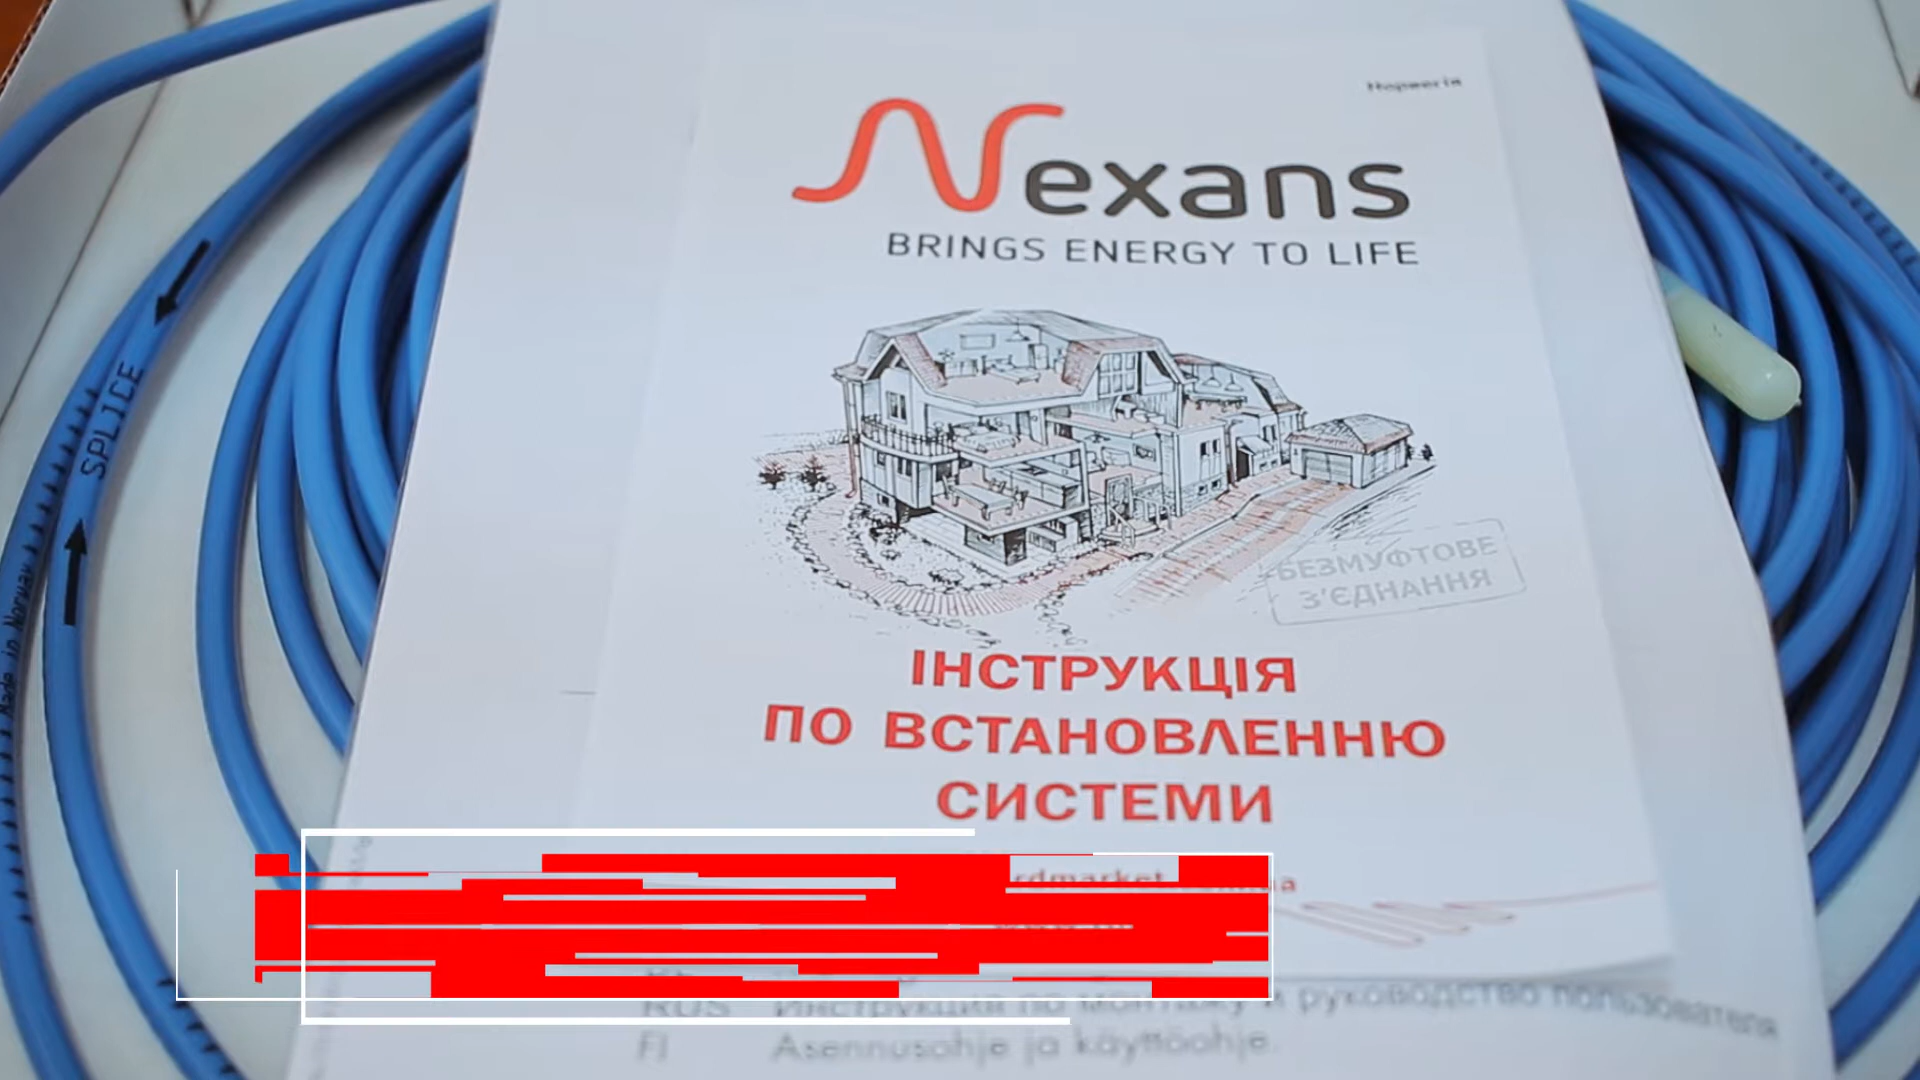 Норвегія
Nexans
BRINGS ENERGY TO LIFE
SPLICE
Made in Norway
БЕЗМУФТОВЕ
З'ЄДНАННЯ
ІНСТРУКЦІЯ
ПО ВСТАНОВЛЕННЮ
СИСТЕМИ
RUS Инструкция по монтажу и руководство пользователя
FI Asennusohje ja käyttöohje.